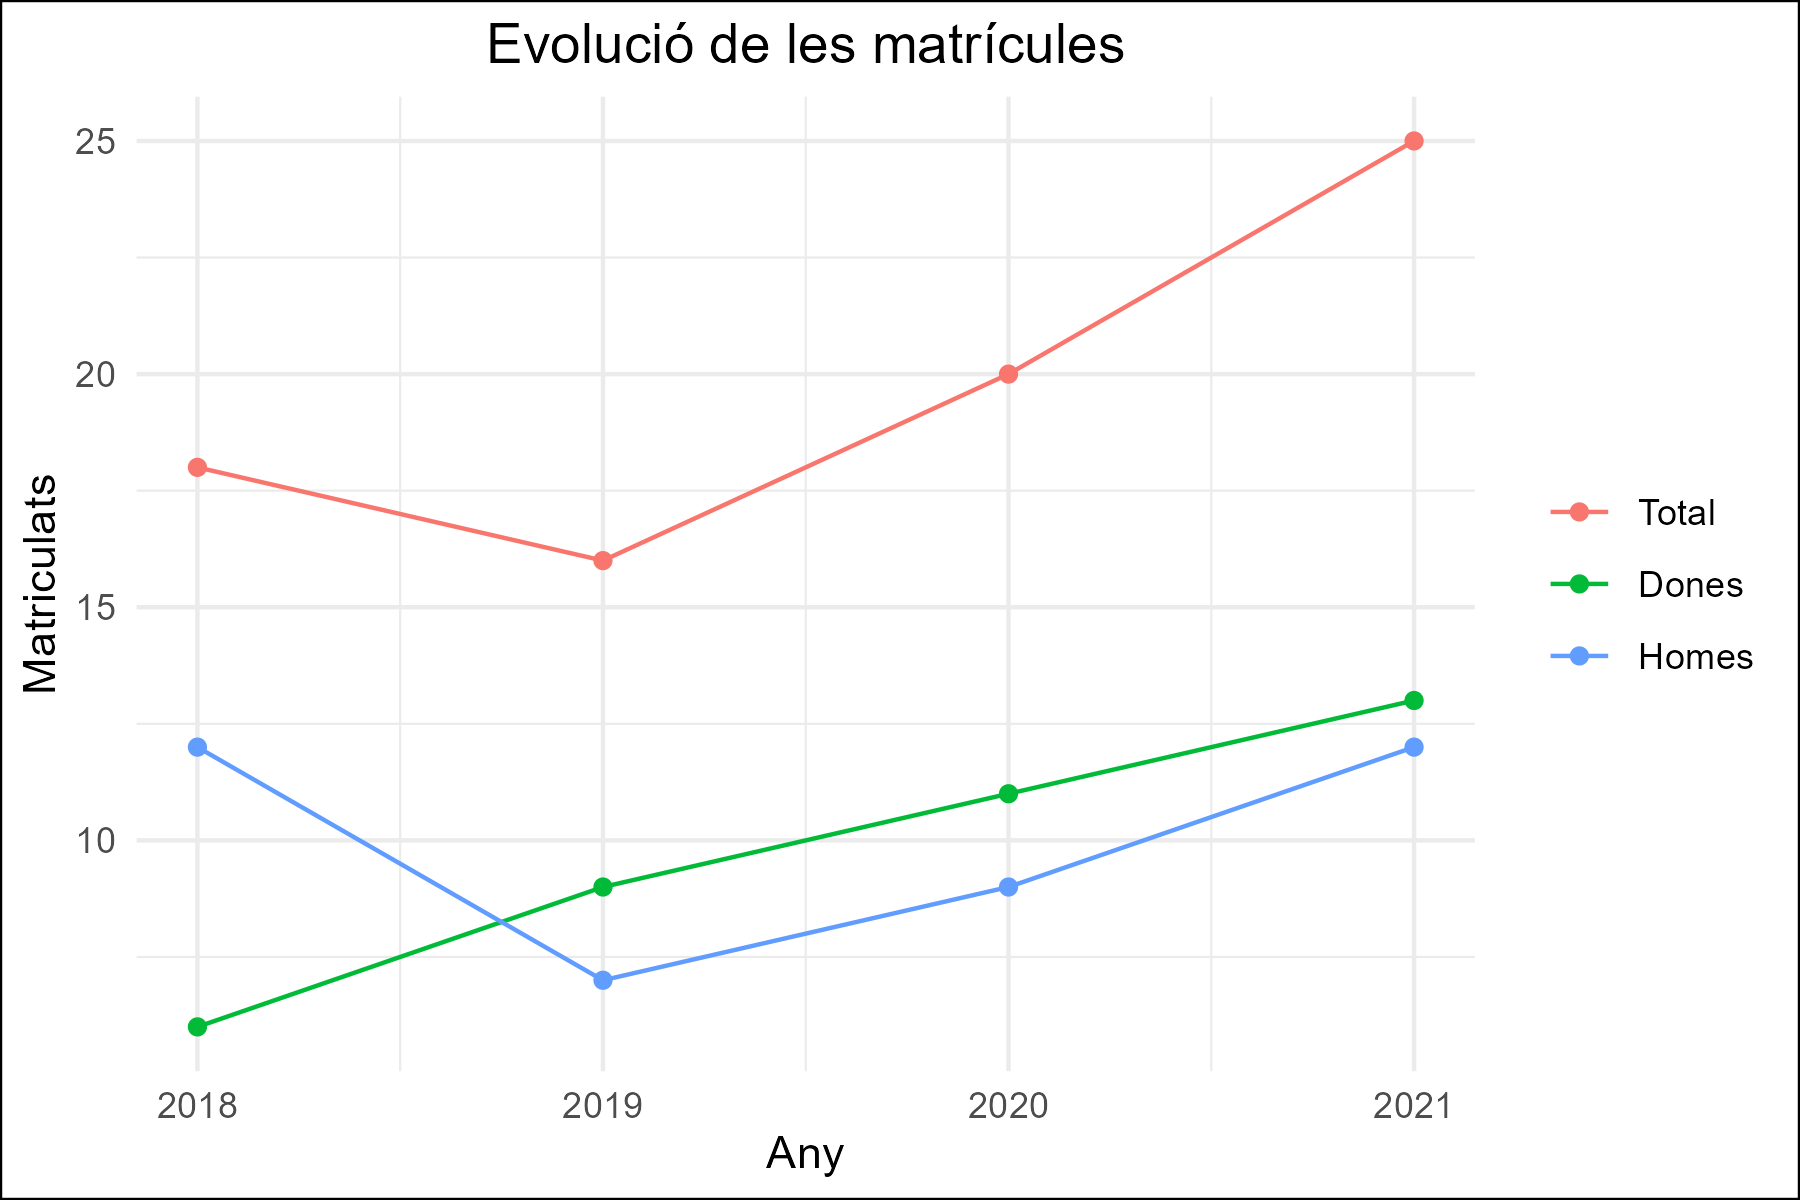 Evolució de les matrícules
Matriculats
25
20
15
10
2018 2019 2020 2021
Any
Total
Dones
Homes